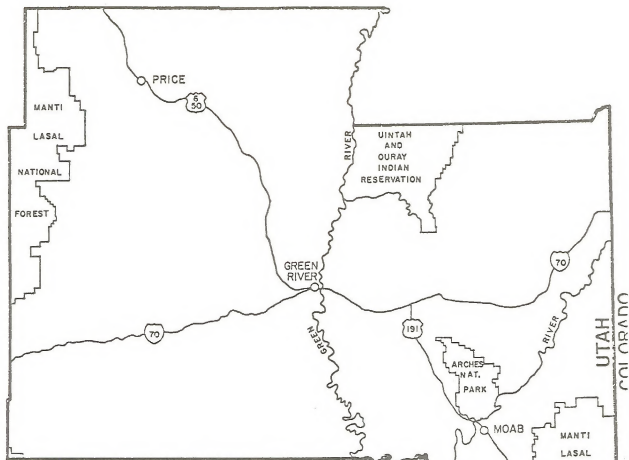 PRICE
6
50
MANTI
LASAL
NATIONAL
FOREST
RIVER
UINTAH
AND
OURAY
INDIAN
RESERVATION
GREEN
RIVER
70
70
GREEN
191
RIVER
ARCHES
NAT.
PARK
UTAH
COLORADO
MOAB
MANTI
LASAL